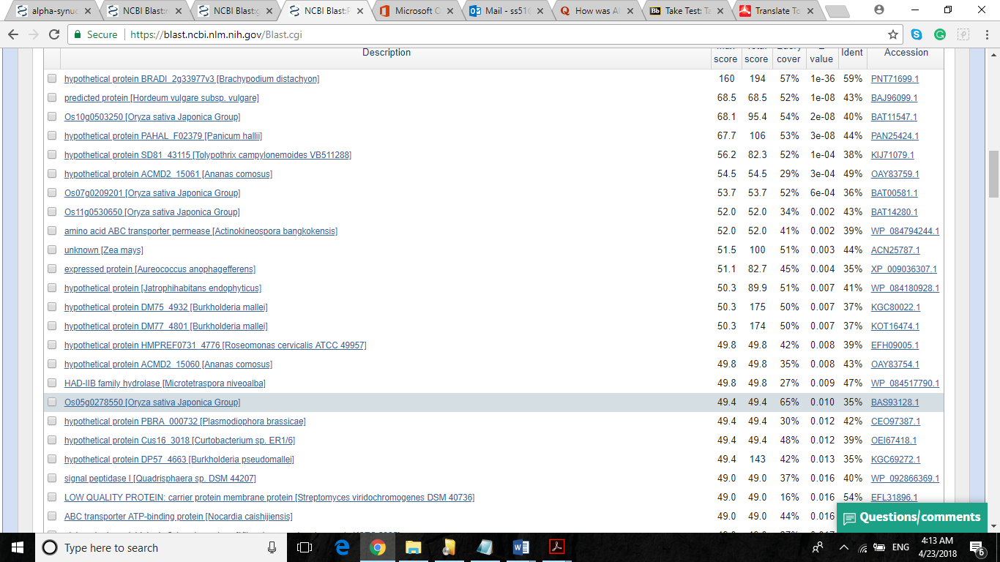 alpha-synuc
NCBI Blast:
NCBI Blast:
NCBI Blast:
Microsoft
Mail - ss51
How was
Take Test: Ta
Translate To
Secure https://blast.ncbi.nlm.nih.gov/Blast.cgi
Description score score cover value Ident Accession
hypothetical protein BRADI_2g33977v3 [Brachypodium distachyon] 160 194 57% 1e-36 59% PNT71699.1
predicted protein [Hordeum vulgare subsp. vulgare] 68.5 68.5 52% 1e-08 43% BAJ96099.1
Os10g0503250 [Oryza sativa Japonica Group] 68.1 95.4 54% 2e-08 40% BAT11547.1
hypothetical protein PAHAL_F02379 [Panicum hallii] 67.7 106 53% 3e-08 44% PAN25424.1
hypothetical protein SD81_43115 [Tolypothrix campylonemoides VB511288] 56.2 82.3 52% 1e-04 38% KIJ71079.1
hypothetical protein ACMD2_15061 [Ananas comosus] 54.5 54.5 29% 3e-04 49% OAY83759.1
Os07g0209201 [Oryza sativa Japonica Group] 53.7 53.7 52% 6e-04 36% BAT00581.1
Os11g0530650 [Oryza sativa Japonica Group] 52.0 52.0 34% 0.002 43% BAT14280.1
amino acid ABC transporter permease [Actinokineospora bangkokensis] 52.0 52.0 41% 0.002 39% WP_084794244.1
unknown [Zea mays] 51.5 100 51% 0.003 44% ACN25787.1
expressed protein [Aureococcus anophagefferens] 51.1 82.7 45% 0.004 35% XP_009036307.1
hypothetical protein [Jatrophihabitans endophyticus] 50.3 89.9 51% 0.007 41% WP_084180928.1
hypothetical protein DM75_4932 [Burkholderia mallei] 50.3 175 50% 0.007 37% KGC80022.1
hypothetical protein DM77_4801 [Burkholderia mallei] 50.3 174 50% 0.007 37% KOT16474.1
hypothetical protein HMPREF0731_4776 [Roseomonas cervicalis ATCC 49957] 49.8 49.8 42% 0.008 39% EFH09005.1
hypothetical protein ACMD2_15060 [Ananas comosus] 49.8 49.8 35% 0.008 43% OAY83754.1
HAD-IIB family hydrolase [Microtetraspora niveoalba] 49.8 49.8 27% 0.009 47% WP_084517790.1
Os05g0278550 [Oryza sativa Japonica Group] 49.4 49.4 65% 0.010 35% BAS93128.1
hypothetical protein PBRA_000732 [Plasmodiophora brassicae] 49.4 49.4 30% 0.012 42% CEO97387.1
hypothetical protein Cus16_3018 [Curtobacterium sp. ER1/6] 49.4 49.4 48% 0.012 39% OEI67418.1
hypothetical protein DP57_4663 [Burkholderia pseudomallei] 49.4 143 42% 0.013 35% KGC69272.1
signal peptidase I [Quadrisphaera sp. DSM 44207] 49.0 49.0 37% 0.016 40% WP_092866369.1
LOW QUALITY PROTEIN: carrier protein membrane protein [Streptomyces viridochromogenes DSM 40736] 49.0 49.0 16% 0.016 54% EFL31896.1
ABC transporter ATP-binding protein [Nocardia caishijiensis] 49.0 49.0 44% 0.016
Questions/comments
Type here to search
ENG
4:13 AM
4/23/2018
6